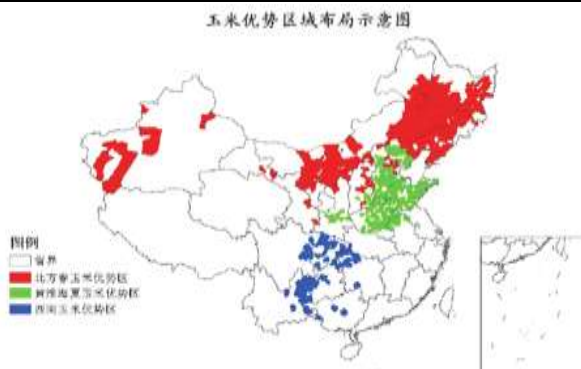 玉米优势区域布局示意图
图例
省界
北方春玉米优势区
黄淮海夏玉米优势区
西南玉米优势区